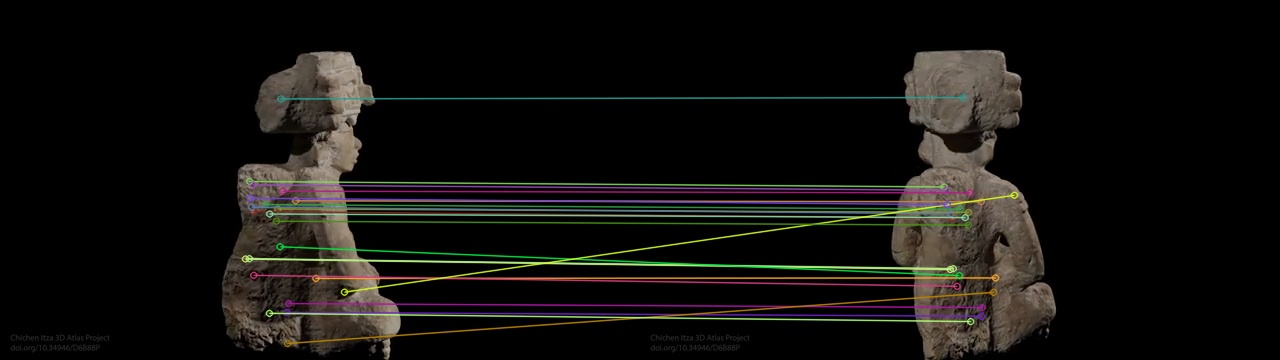 Chichen Itza 3D Atlas Project
doi.org/10.34946/D6B88P
Chichen Itza 3D Atlas Project
doi.org/10.34946/D6B88P